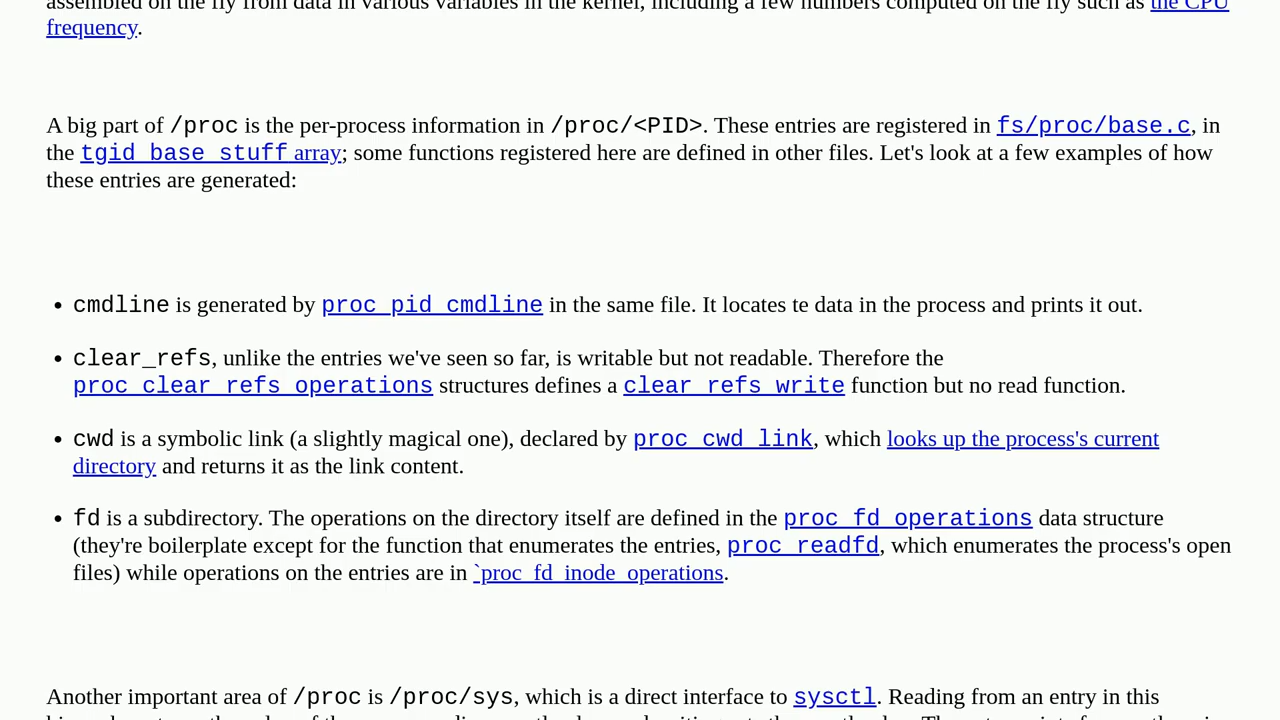 assembled on the fly from data in various variables in the kernel, including a few numbers computed on the fly such as the CPU
frequency.
A big part of /proc is the per-process information in /proc/<PID>. These entries are registered in fs/proc/base.c, in
the tgid_base_stuff array; some functions registered here are defined in other files. Let's look at a few examples of how
these entries are generated:
• cmdline is generated by proc_pid_cmdline in the same file. It locates te data in the process and prints it out.
• clear_refs, unlike the entries we've seen so far, is writable but not readable. Therefore the
proc_clear_refs_operations structures defines a clear_refs_write function but no read function.
• cwd is a symbolic link (a slightly magical one), declared by proc_cwd_link, which looks up the process's current
directory and returns it as the link content.
• fd is a subdirectory. The operations on the directory itself are defined in the proc_fd_operations data structure
(they're boilerplate except for the function that enumerates the entries, proc_readfd, which enumerates the process's open
files) while operations on the entries are in `proc_fd_inode_operations.
Another important area of /proc is /proc/sys, which is a direct interface to sysctl. Reading from an entry in this